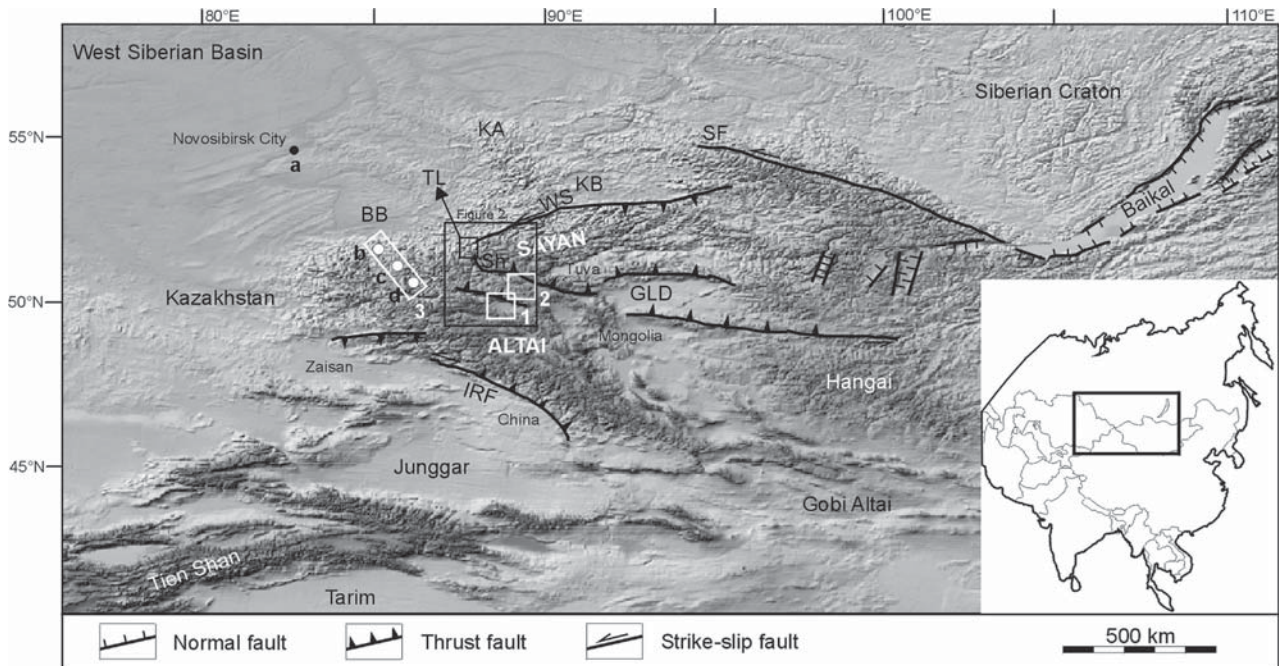 80°E
90°E
100°E
110°E
West Siberian Basin
Siberian Craton
55°N
Novosibirsk City
a
KA
SF
TL
WS
KB
Baikal
Figure 2
BB
SAYAN
b
Sh
Tuva
c
50°N
Kazakhstan
d
GLD
2
3
1
Mongolia
ALTAI
Zaisan
Hangai
IRF
China
45°N
Junggar
Gobi Altai
Tien Shan
Tarim
Normal fault
Thrust fault
Strike-slip fault
500 km